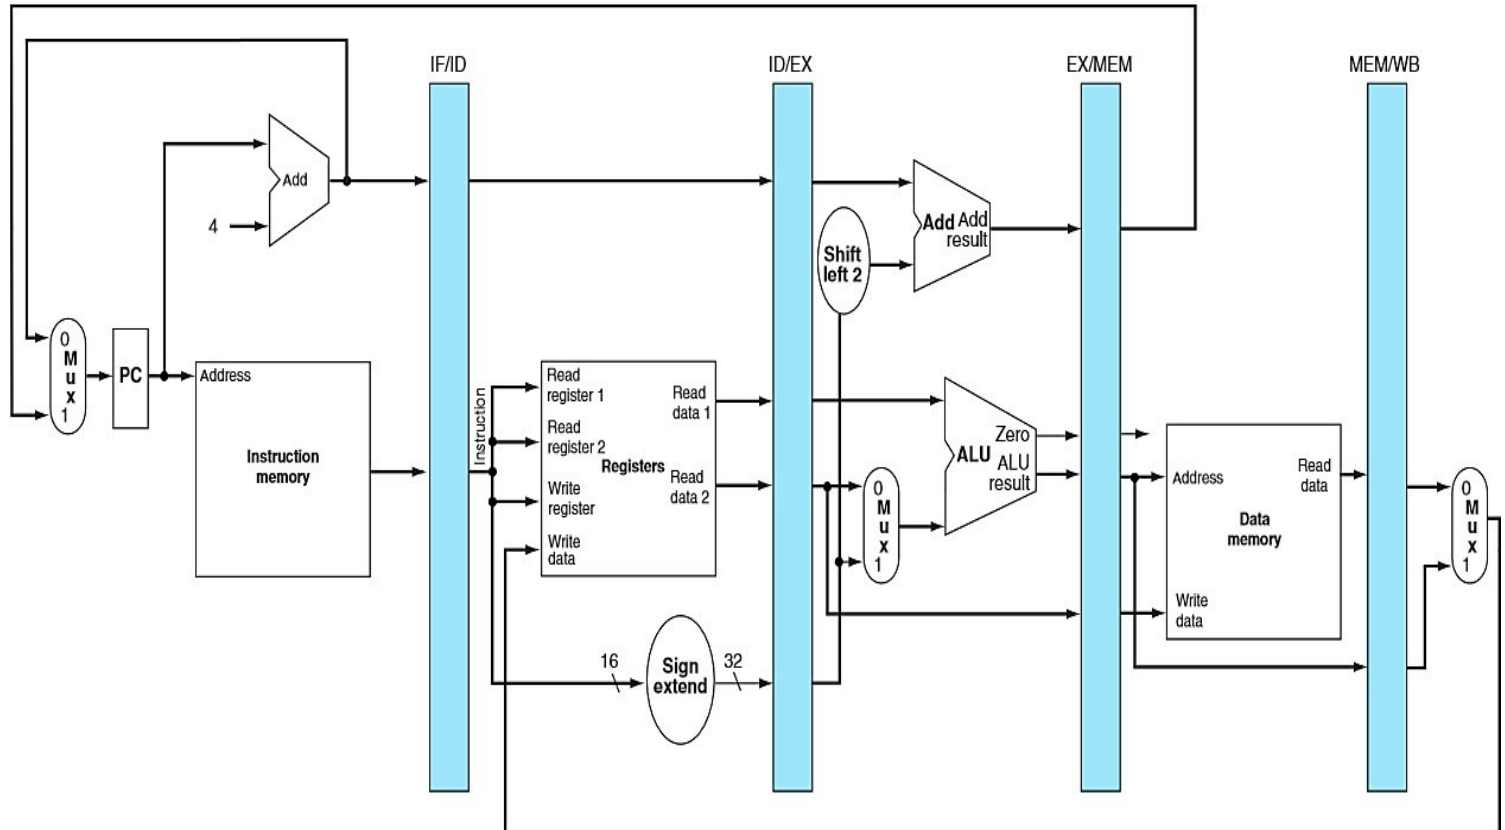 IF/ID
ID/EX
EX/MEM
MEM/WB
Add
4
Add Add
result
Shift
left 2
0
M
u
x
1
PC
Address
Instruction
memory
Instruction
Read
register 1
Read
register 2
Write
register
Write
data
Registers
Read
data 1
Read
data 2
16
Sign
extend
32
0
M
u
x
1
Zero
ALU
ALU
result
Address
Write
data
Data
memory
Read
data
0
M
u
x
1